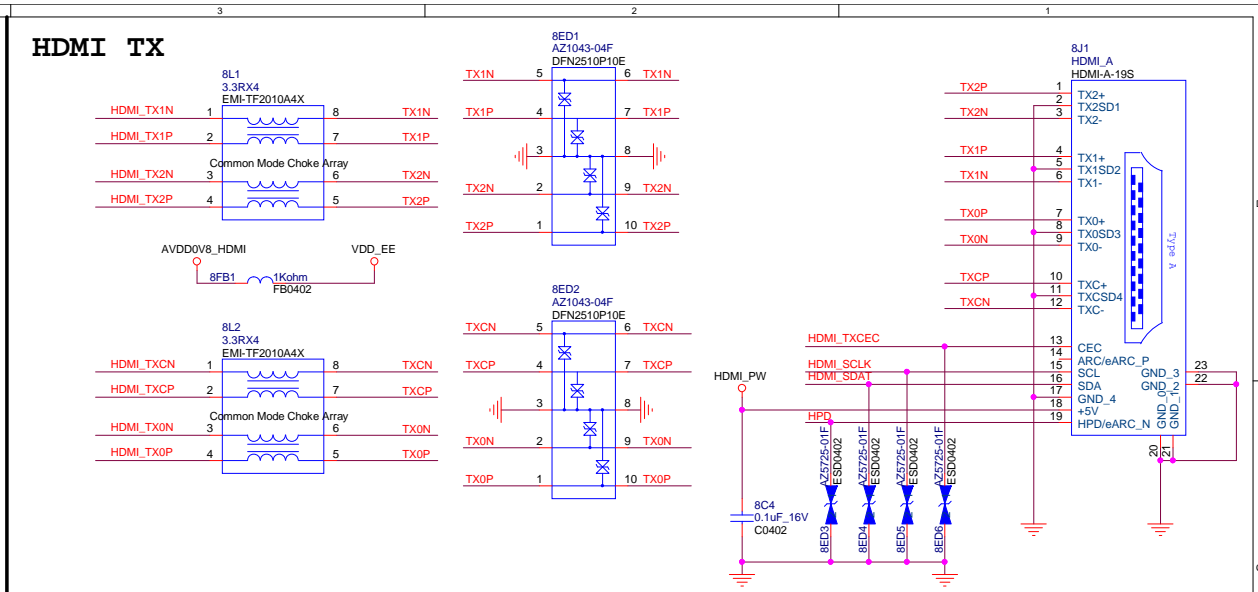 3
2
1
HDMI TX
8L1
3.3RX4
EMI-TF2010A4X
HDMI_TX1N 1 8 TX1N
HDMI_TX1P 2 7 TX1P
Common Mode Choke Array
HDMI_TX2N 3 6 TX2N
HDMI_TX2P 4 5 TX2P
AVDD0V8_HDMI VDD_EE
8FB1 1Kohm
FB0402
8L2
3.3RX4
EMI-TF2010A4X
HDMI_TXCN 1 8 TXCN
HDMI_TXCP 2 7 TXCP
Common Mode Choke Array
HDMI_TX0N 3 6 TX0N
HDMI_TX0P 4 5 TX0P
8ED1
AZ1043-04F
DFN2510P10E
TX1N 5 6 TX1N
TX1P 4 7 TX1P
3 8
TX2N 2 9 TX2N
TX2P 1 10 TX2P
8ED2
AZ1043-04F
DFN2510P10E
TXCN 5 6 TXCN
TXCP 4 7 TXCP
3 8
TX0N 2 9 TX0N
TX0P 1 10 TX0P
8J1
HDMI_A
HDMI-A-19S
TX2P 1 TX2+
2 TX2SD1
TX2N 3 TX2-
TX1P 4 TX1+
5 TX1SD2
TX1N 6 TX1-
TX0P 7 TX0+
8 TX0SD3
TX0N 9 TX0-
TXCP 10 TXC+
11 TXCSD4
TXCN 12 TXC-
HDMI_TXCEC 13 CEC
14 ARC/eARC_P
HDMI_SCLK 15 SCL
HDMI_SDAT 16 SDA
17 GND_4
18 +5V
HPD 19 HPD/eARC_N
Type A
GND_3 23
GND_2 22
GND_0 20
GND_1 21
HDMI_PW
8C4
0.1uF_16V
C0402
8ED3 AZ5725-01F ESD0402
8ED4 AZ5725-01F ESD0402
8ED5 AZ5725-01F ESD0402
8ED6 AZ5725-01F ESD0402